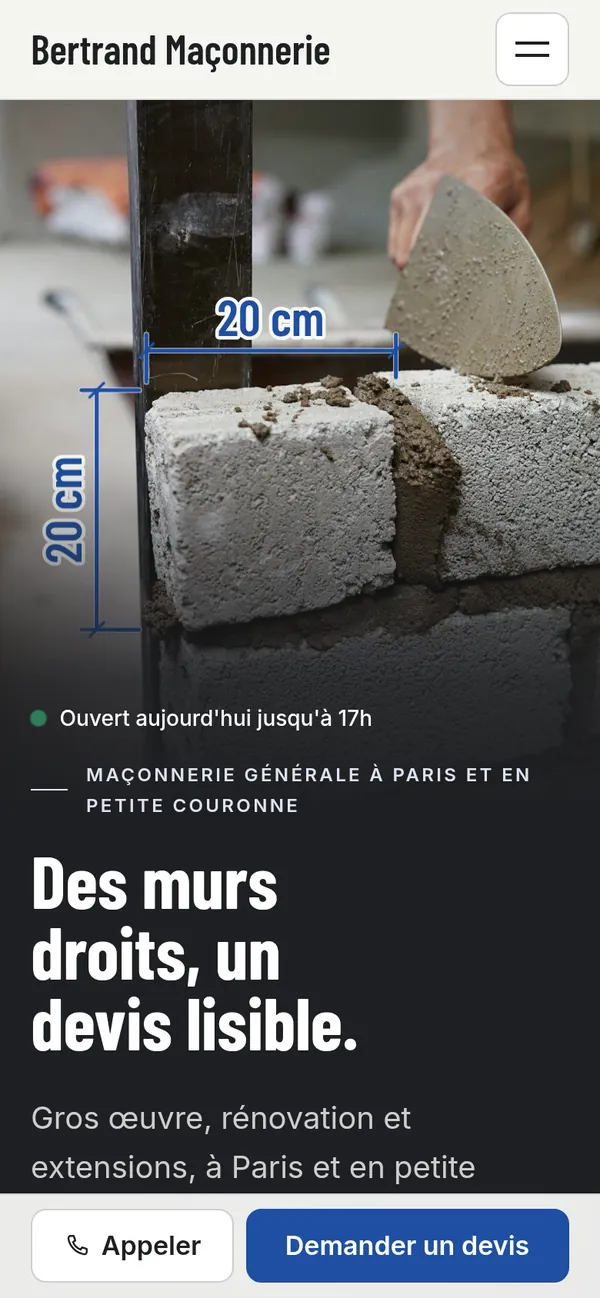 Bertrand Maçonnerie
20 cm
20 cm
Ouvert aujourd'hui jusqu'à 17h
MAÇONNERIE GÉNÉRALE À PARIS ET EN
PETITE COURONNE
Des murs
droits, un
devis lisible.
Gros œuvre, rénovation et
extensions, à Paris et en petite
Appeler
Demander un devis